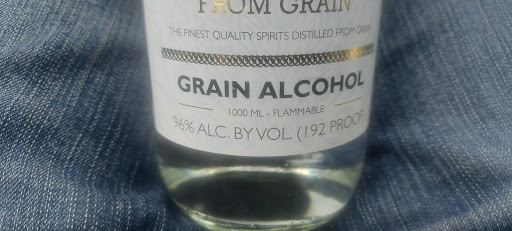 FROM GRAIN
THE FINEST QUALITY SPIRITS DISTILLED FROM GRAIN
GRAIN ALCOHOL
1000 ML - FLAMMABLE
96% ALC. BY VOL. (192 PROOF)